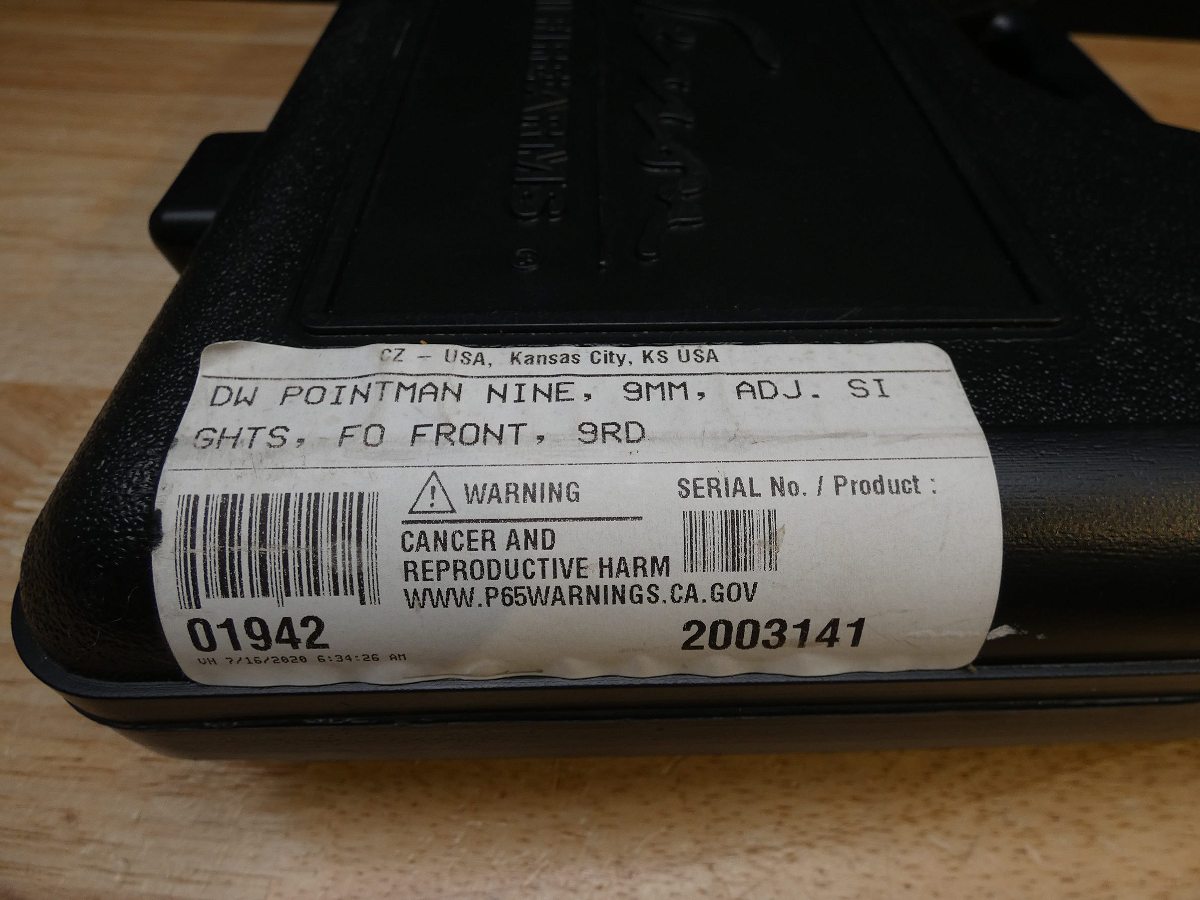 FIREARMS
®
CZ - USA, Kansas City, KS USA
DW POINTMAN NINE, 9MM, ADJ. SI
GHTS, FO FRONT, 9RD
WARNING
CANCER AND
REPRODUCTIVE HARM
WWW.P65WARNINGS.CA.GOV
SERIAL No. / Product :
01942
2003141
VH 7/16/2020 6:34:26 AM